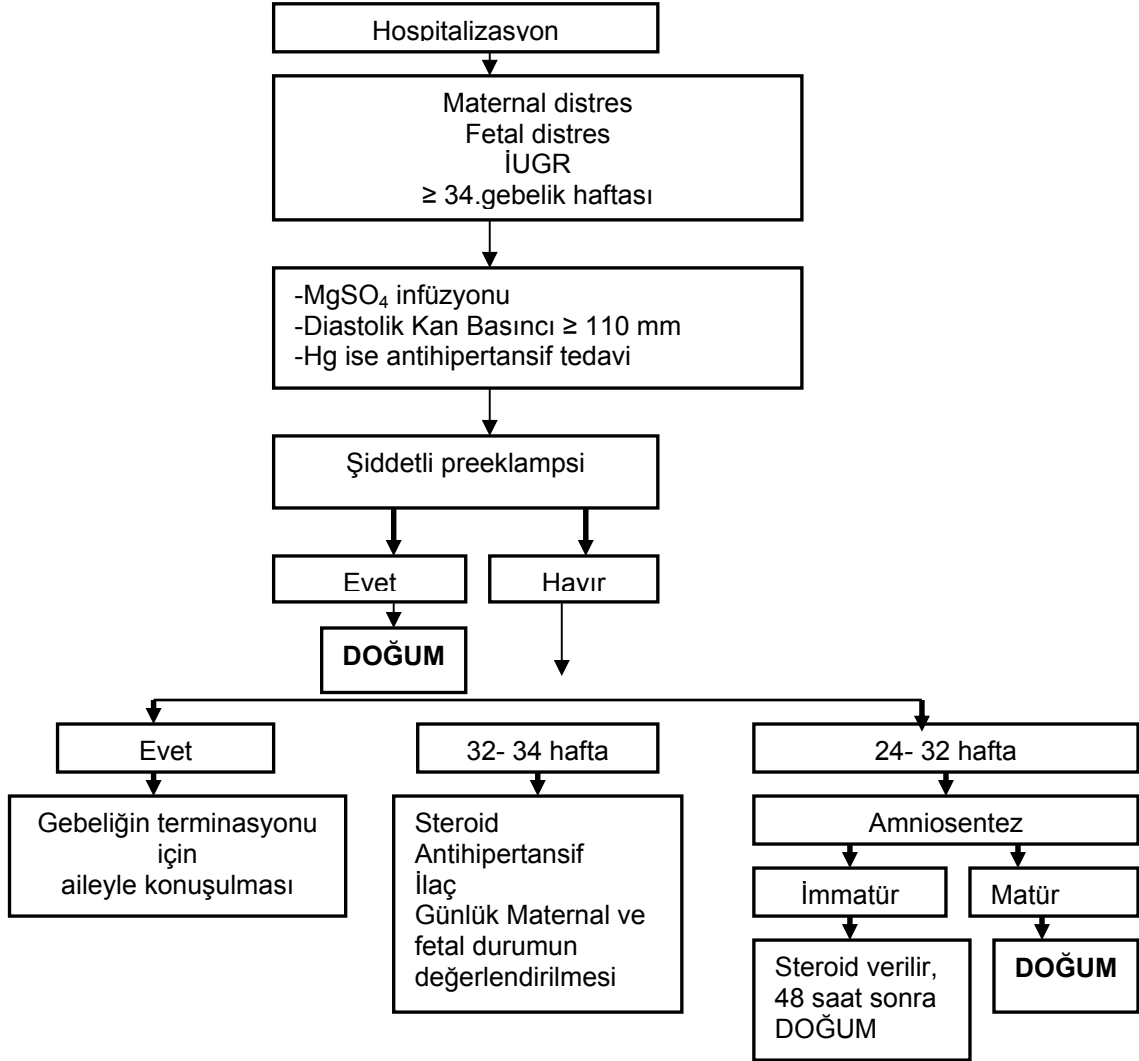 Hospitalizasyon
Maternal distres
Fetal distres
İUGR
≥ 34.gebelik haftası
-MgSO₄ infüzyonu
-Diastolik Kan Basıncı ≥ 110 mm
-Hg ise antihipertansif tedavi
Şiddetli preeklampsi
Evet
Hayır
DOĞUM
Evet
32- 34 hafta
24- 32 hafta
Gebeliğin terminasyonu
için
aileyle konuşulması
Steroid
Antihipertansif
İlaç
Günlük Maternal ve
fetal durumun
değerlendirilmesi
Amniosentez
İmmatür
Matür
Steroid verilir,
48 saat sonra
DOĞUM
DOĞUM